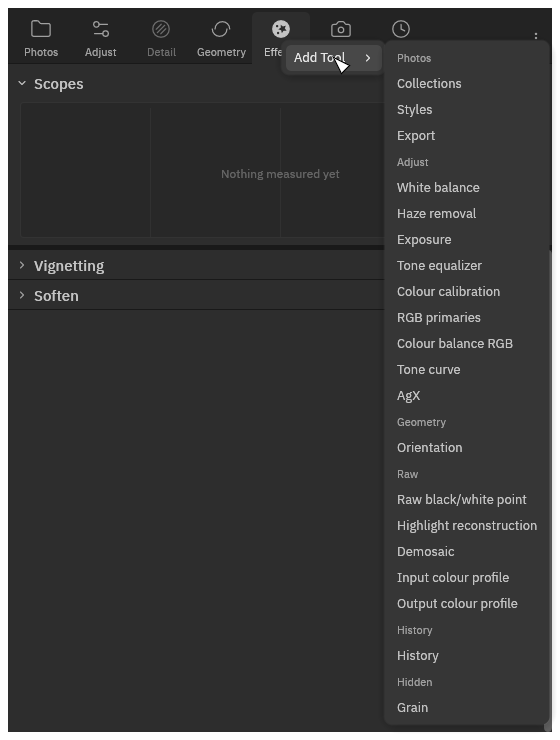 Photos
Adjust
Detail
Geometry
Add Tool
Scopes
Nothing measured yet
Vignetting
Soften
Photos
Collections
Styles
Export
Adjust
White balance
Haze removal
Exposure
Tone equalizer
Colour calibration
RGB primaries
Colour balance RGB
Tone curve
AgX
Geometry
Orientation
Raw
Raw black/white point
Highlight reconstruction
Demosaic
Input colour profile
Output colour profile
History
History
Hidden
Grain